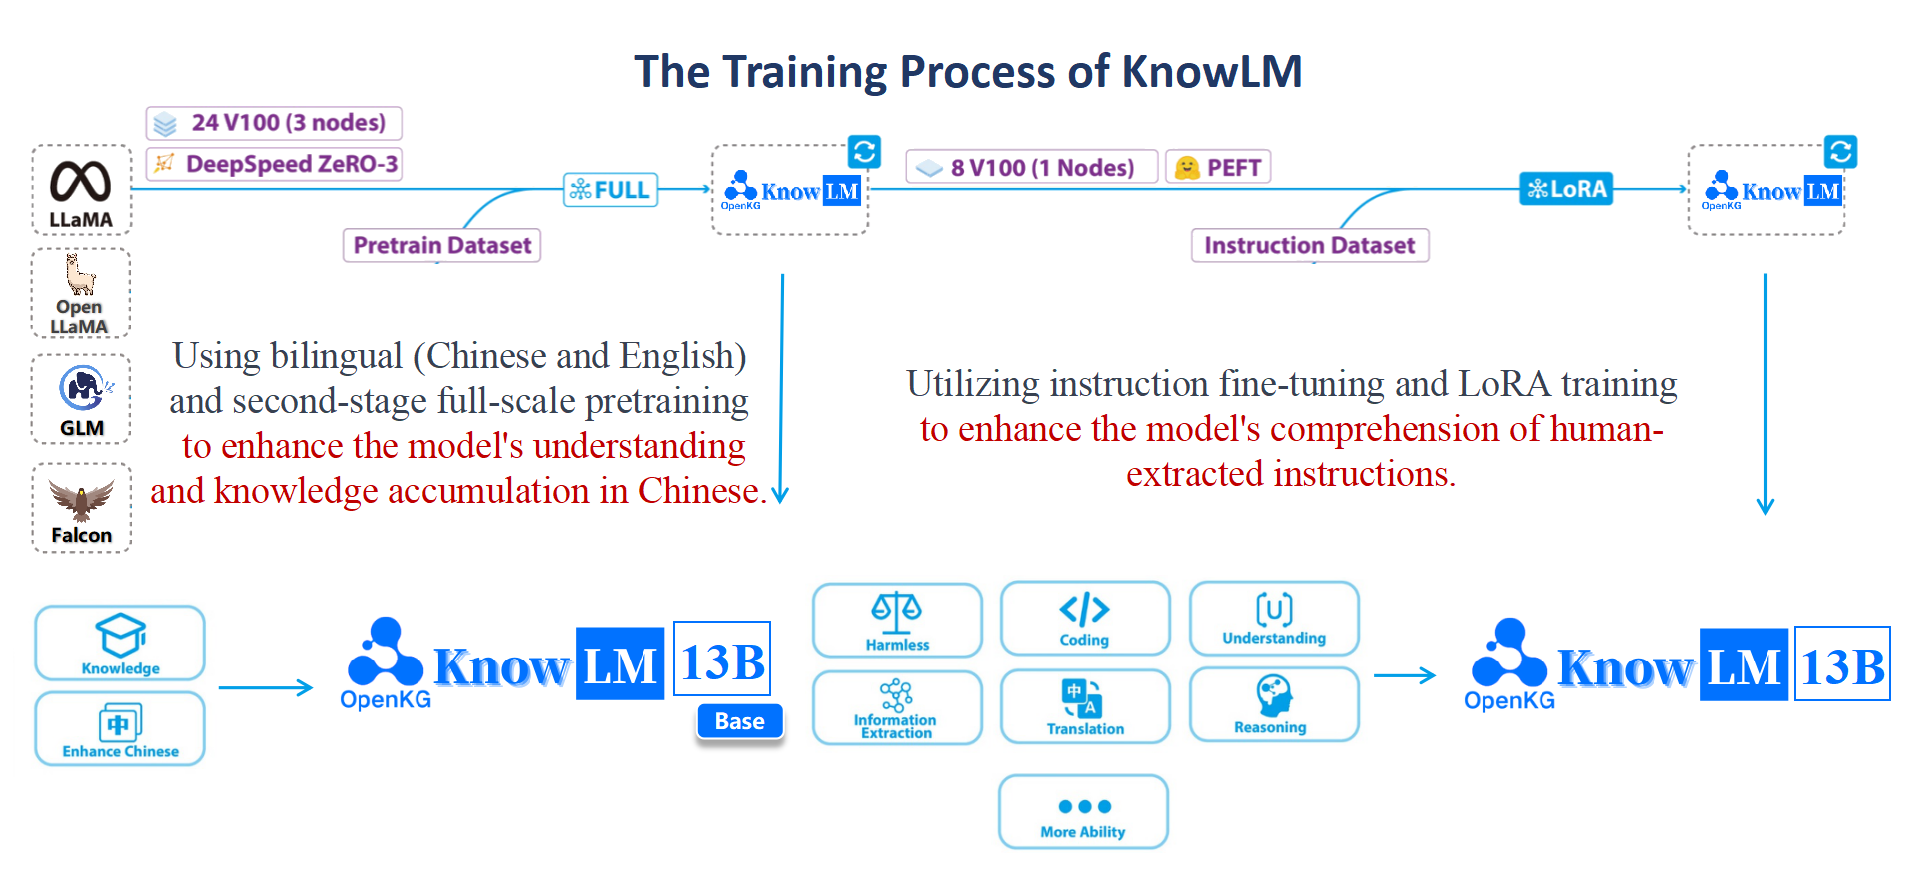 The Training Process of KnowLM
24 V100 (3 nodes)
DeepSpeed ZeRO-3
LLaMA
FULL
Pretrain Dataset
OpenKG
Know LM
8 V100 (1 Nodes)
PEFT
LoRA
Instruction Dataset
OpenKG
Know LM
Open
LLaMA
GLM
Falcon
Using bilingual (Chinese and English)
and second-stage full-scale pretraining
to enhance the model's understanding
and knowledge accumulation in Chinese.
Utilizing instruction fine-tuning and LoRA training
to enhance the model's comprehension of human-
extracted instructions.
Knowledge
中
Enhance Chinese
OpenKG
Know LM 13B
Base
Harmless
</>
Coding
U
Understanding
Information
Extraction
中
A
Translation
Reasoning
More Ability
OpenKG
Know LM 13B